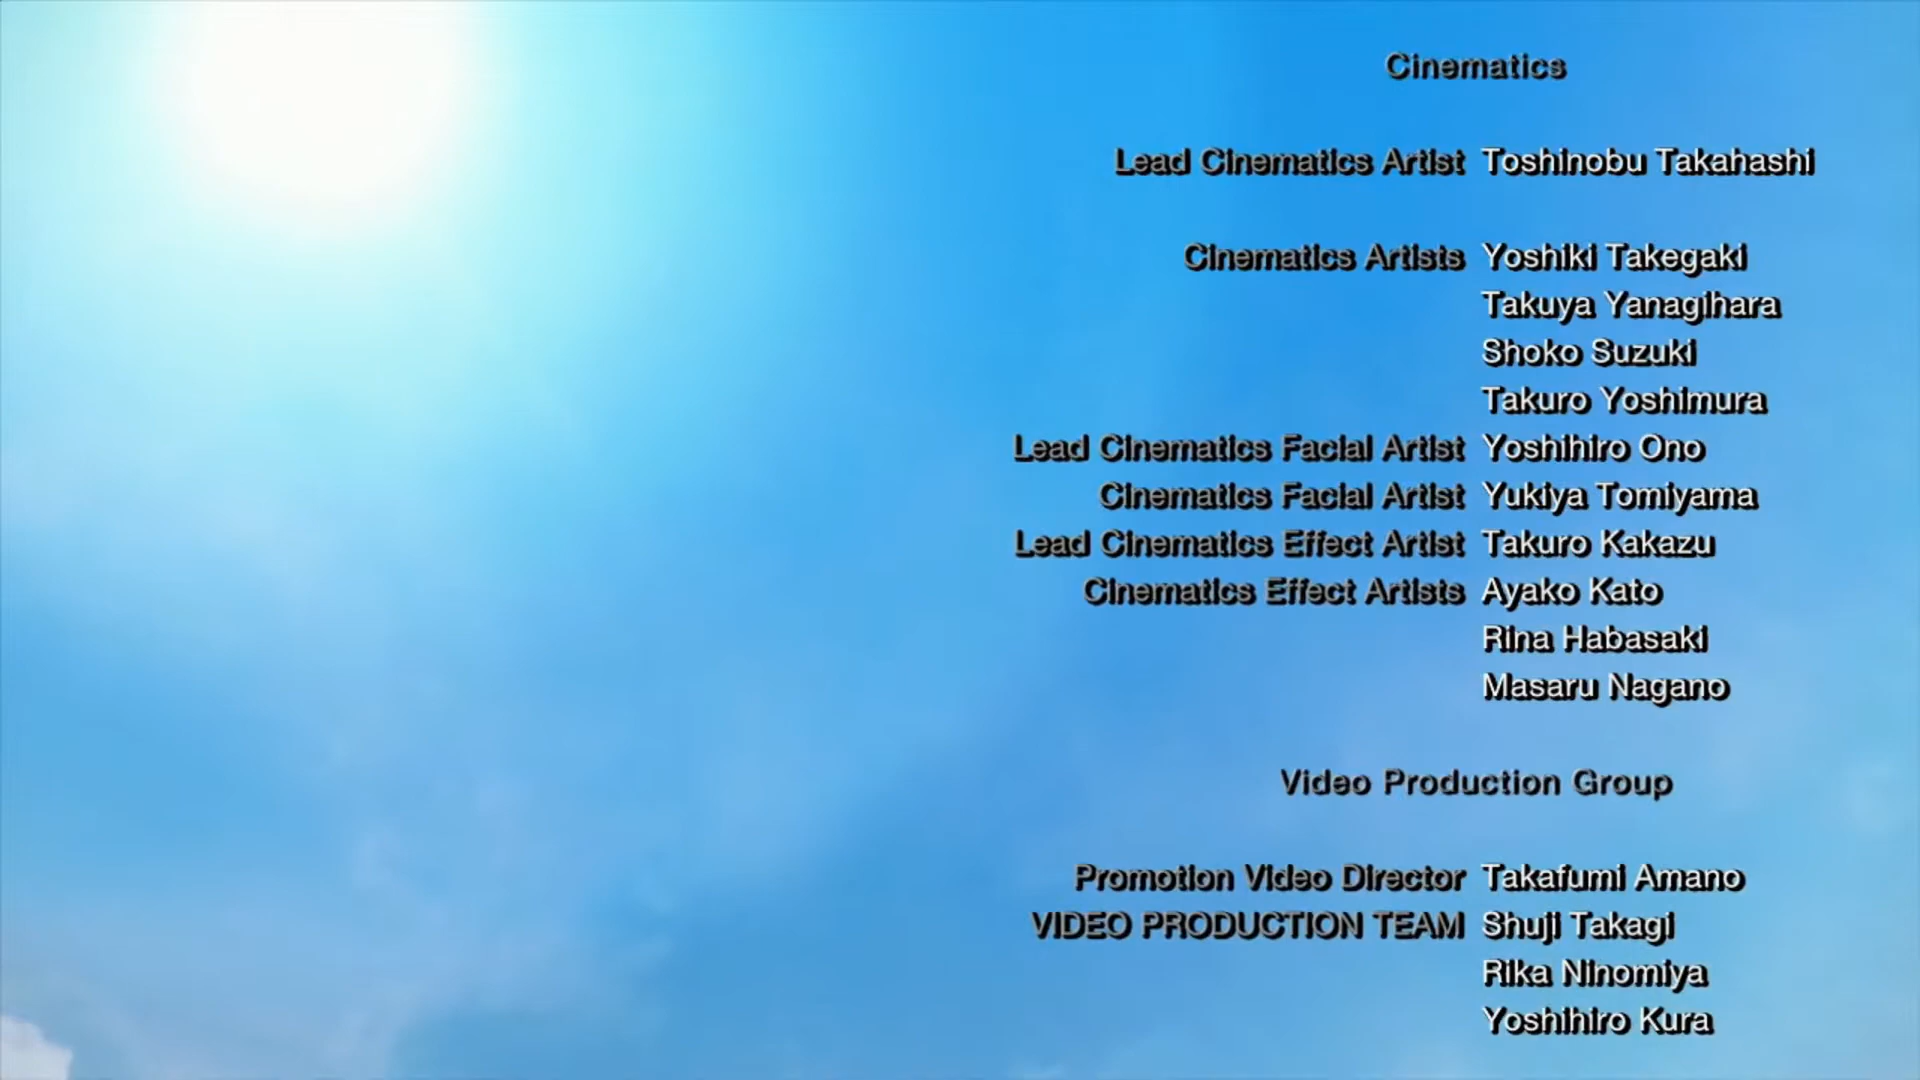 Cinematics
Lead Cinematics Artist Toshinobu Takahashi
Cinematics Artists Yoshiki Takegaki
Takuya Yanagihara
Shoko Suzuki
Takuro Yoshimura
Lead Cinematics Facial Artist Yoshihiro Ono
Cinematics Facial Artist Yukiya Tomiyama
Lead Cinematics Effect Artist Takuro Kakazu
Cinematics Effect Artists Ayako Kato
Rina Habasaki
Masaru Nagano
Video Production Group
Promotion Video Director Takafumi Amano
VIDEO PRODUCTION TEAM Shuji Takagi
Rika Ninomiya
Yoshihiro Kura